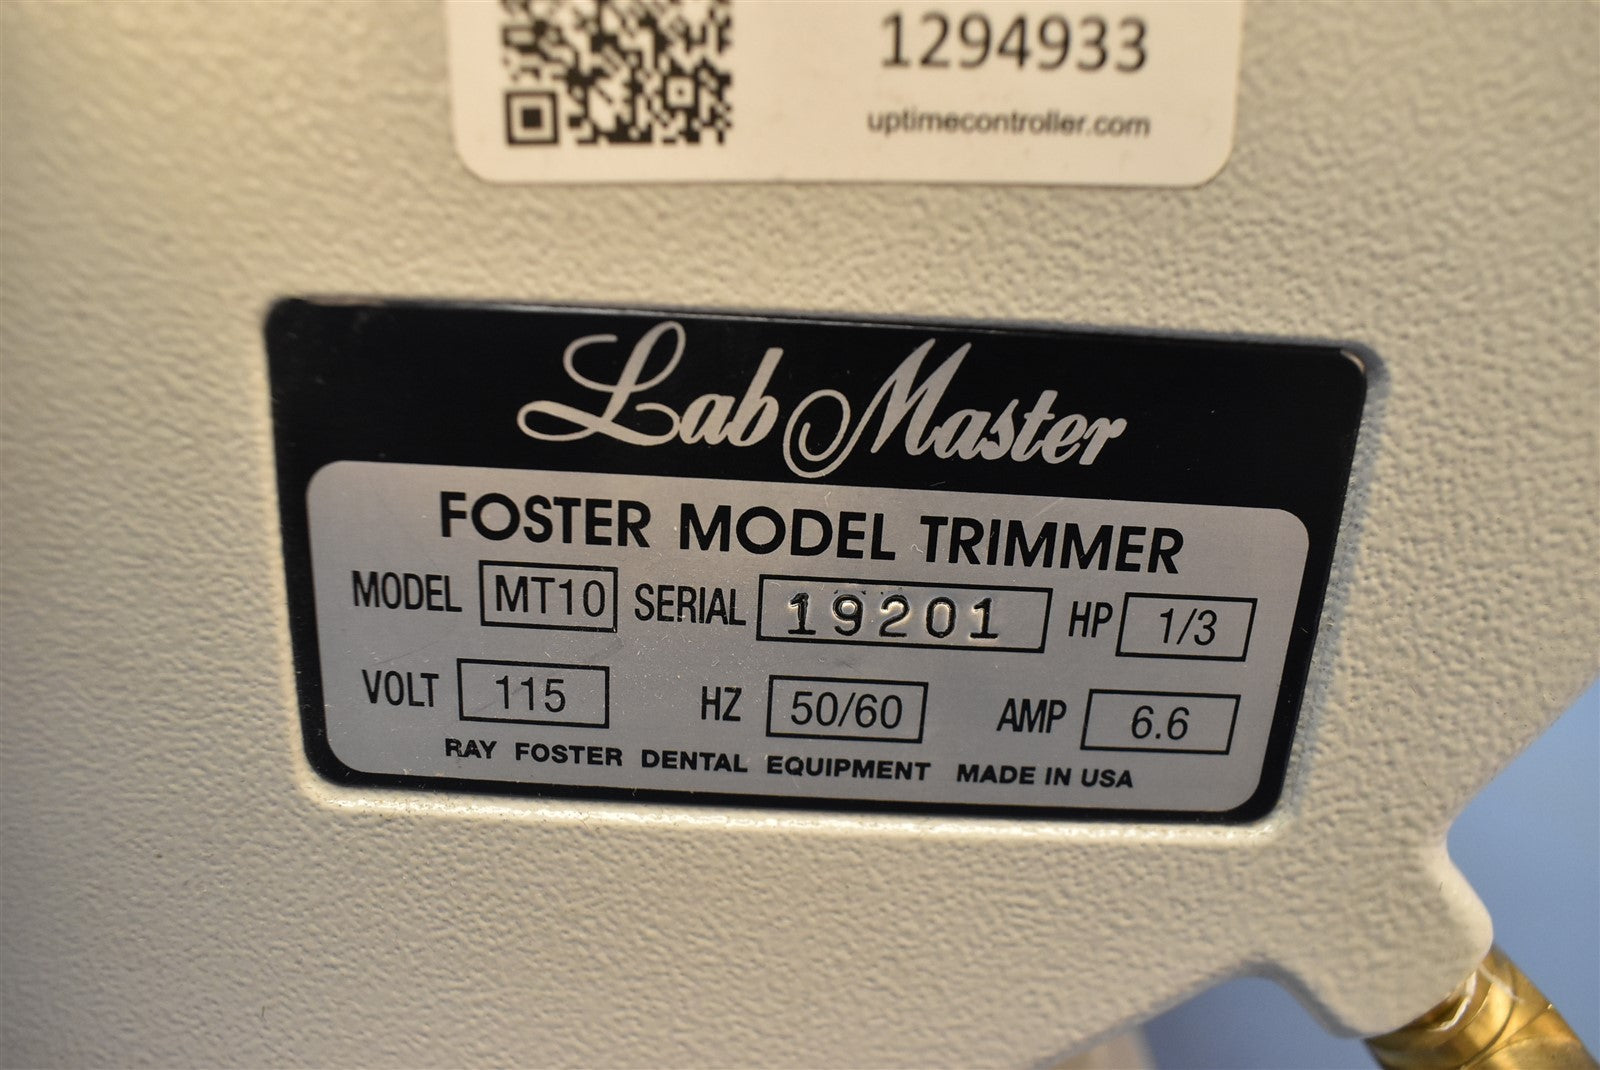 1294933
uptimecontroller.com
Lab Master
FOSTER MODEL TRIMMER
MODEL MT10 SERIAL 19201 HP 1/3
VOLT 115 HZ 50/60 AMP 6.6
RAY FOSTER DENTAL EQUIPMENT MADE IN USA